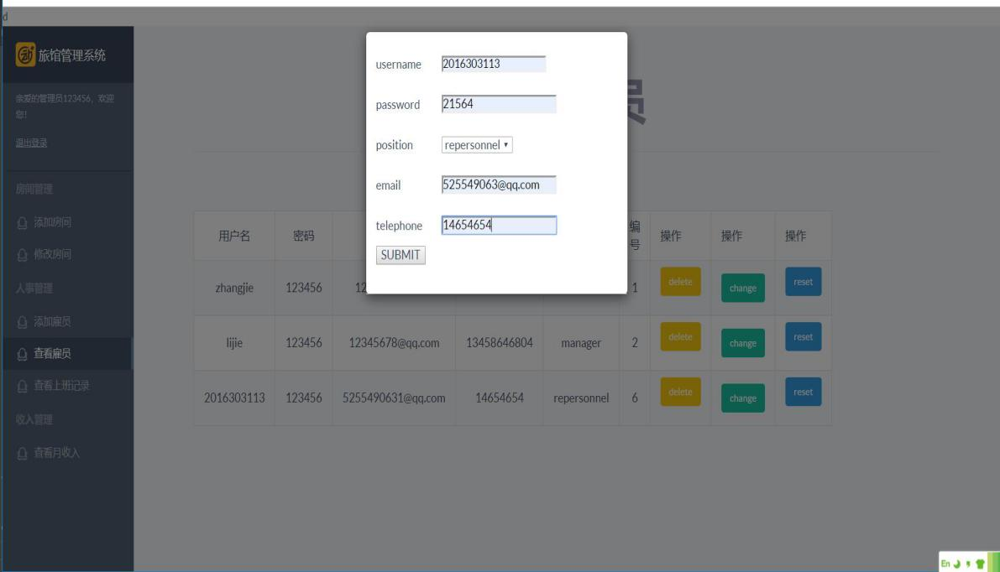 d
旅馆管理系统
亲爱的管理员123456，欢迎
您!
退出登录
房间管理
添加房间
修改房间
人事管理
添加雇员
查看雇员
查看上班记录
收入管理
查看月收入
员
username 2016303113
password 21564
position repersonnel
email 525549063@qq.com
telephone 14654654
SUBMIT
用户名 密码 编号 操作 操作 操作
zhangjie 123456 12 1 delete change reset
lijie 123456 12345678@qq.com 13458646804 manager 2 delete change reset
2016303113 123456 5255490631@qq.com 14654654 repersonnel 6 delete change reset
En